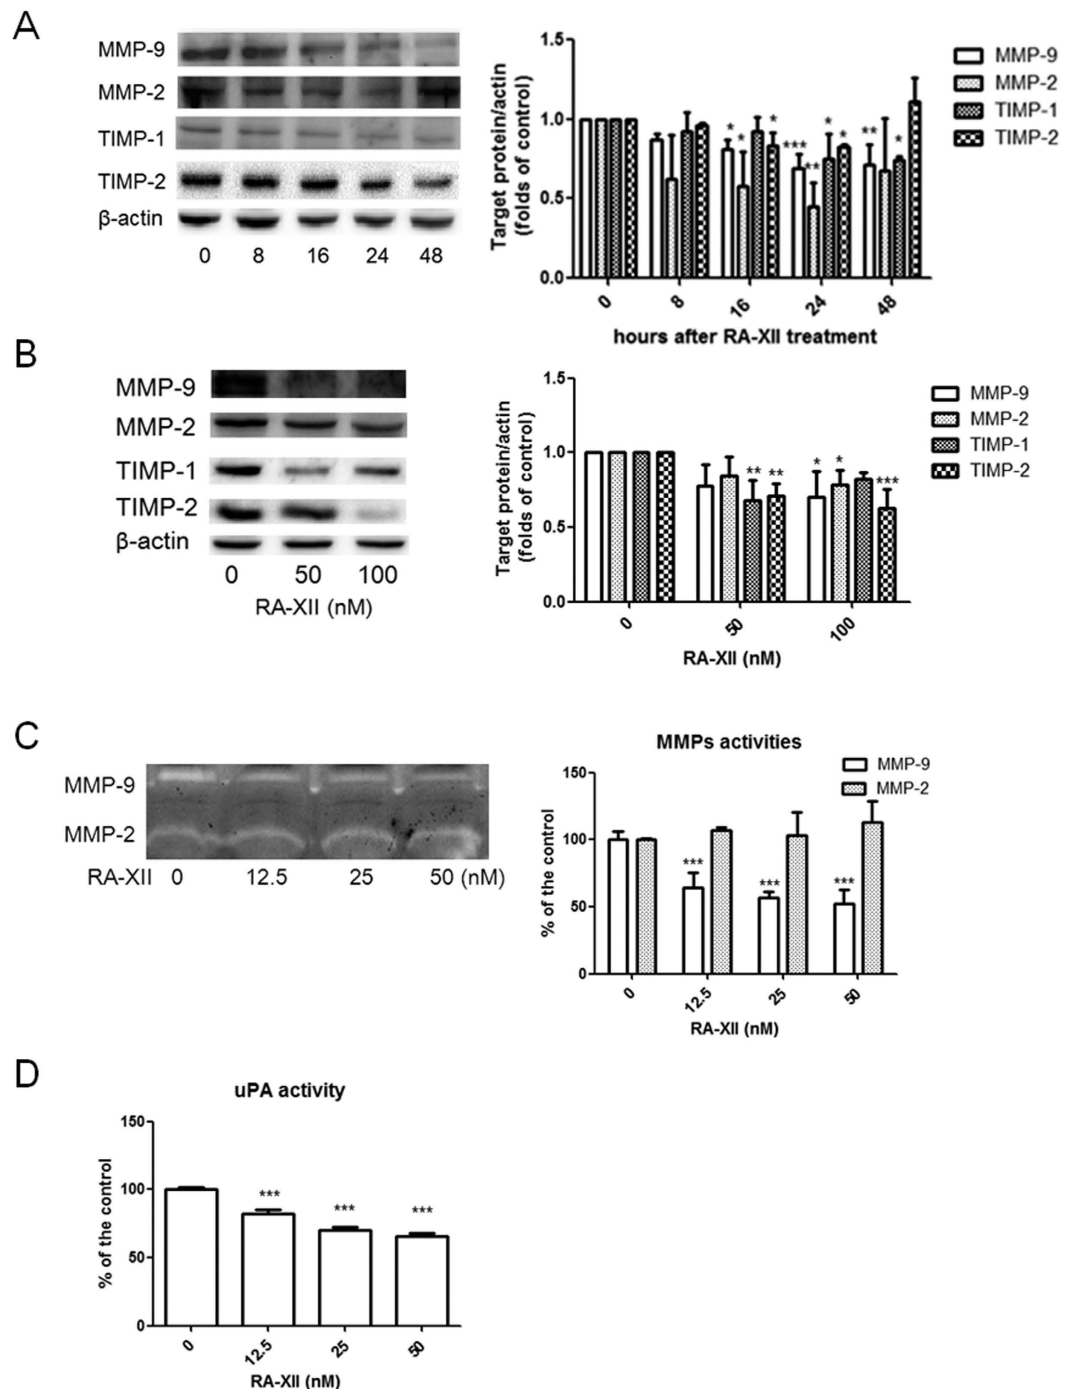 A
MMP-9
MMP-2
TIMP-1
TIMP-2
β-actin
0 8 16 24 48
1.5
1.0
0.5
0.0
Target protein/actin
(folds of control)
* * * *** ** * * ** *
0 8 16 24 48
hours after RA-XII treatment
MMP-9
MMP-2
TIMP-1
TIMP-2
B
MMP-9
MMP-2
TIMP-1
TIMP-2
β-actin
0 50 100
RA-XII (nM)
1.5
1.0
0.5
0.0
Target protein/actin
(folds of control)
** ** * * ***
0 50 100
RA-XII (nM)
MMP-9
MMP-2
TIMP-1
TIMP-2
C
MMP-9
MMP-2
RA-XII 0 12.5 25 50 (nM)
MMPs activities
MMP-9
MMP-2
150
100
50
0
% of the control
*** *** ***
0 12.5 25 50
RA-XII (nM)
D
uPA activity
150
100
50
0
% of the control
*** *** ***
0 12.5 25 50
RA-XII (nM)